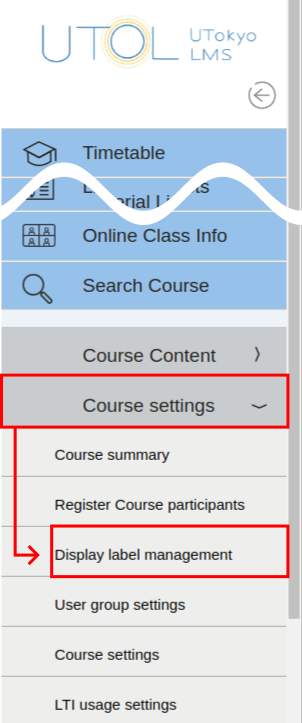 UTOL UTokyo
LMS
Timetable
Online Class Info
Search Course
Course Content
Course settings
Course summary
Register Course participants
Display label management
User group settings
Course settings
LTI usage settings